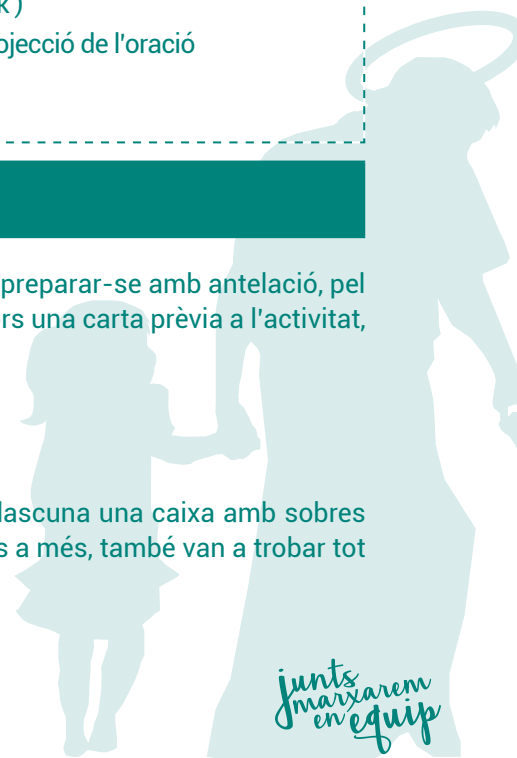 k')
ojecció de l'oració
preparar-se amb antelació, pel
rs una carta prèvia a l'activitat,
dascuna una caixa amb sobres
s a més, també van a trobar tot
junts
marxarem
en equip